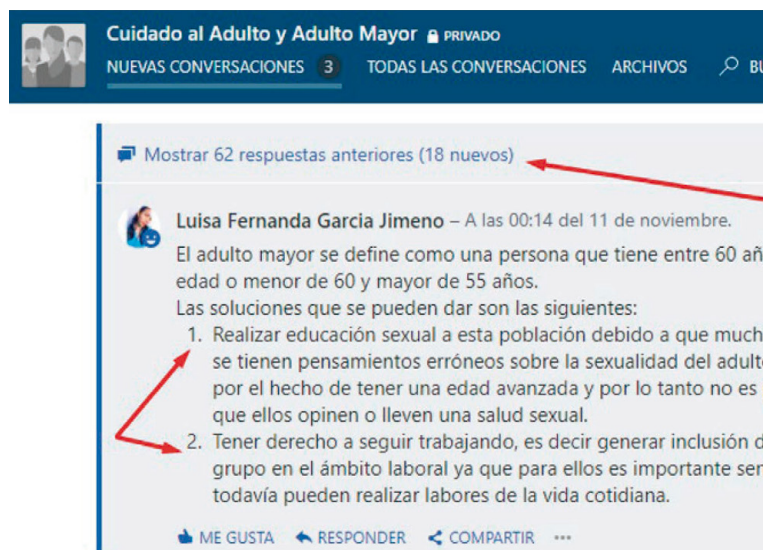 Cuidado al Adulto y Adulto Mayor PRIVADO
NUEVAS CONVERSACIONES 3 TODAS LAS CONVERSACIONES ARCHIVOS
Mostrar 62 respuestas anteriores (18 nuevos)
Luisa Fernanda Garcia Jimeno – A las 00:14 del 11 de noviembre.
El adulto mayor se define como una persona que tiene entre 60
edad o menor de 60 y mayor de 55 años.
Las soluciones que se pueden dar son las siguientes:
1. Realizar educación sexual a esta población debido a que
se tienen pensamientos erróneos sobre la sexualidad del
por el hecho de tener una edad avanzada y por lo tanto no es
que ellos opinen o lleven una salud sexual.
2. Tener derecho a seguir trabajando, es decir generar inclusión
grupo en el ámbito laboral ya que para ellos es importante
todavía pueden realizar labores de la vida cotidiana.
ME GUSTA RESPONDER COMPARTIR ···